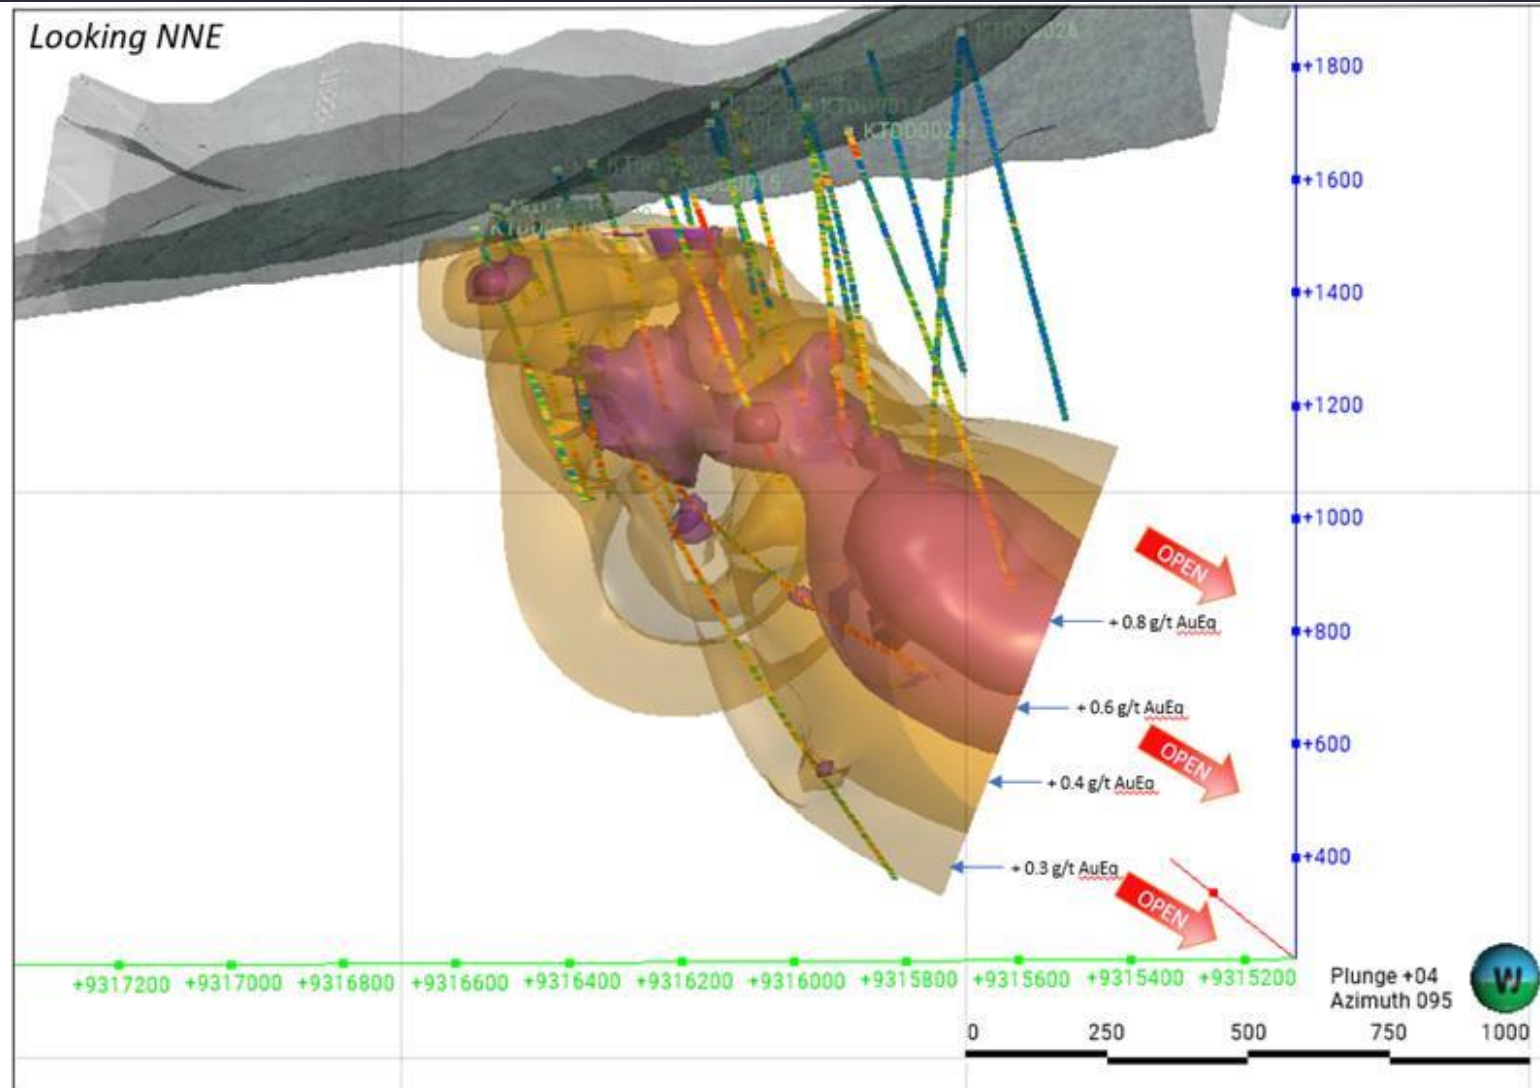 Looking NNE
+1800
KTDD0023
+1600
+1400
+1200
+1000
OPEN
+ 0.8 g/t AuEq
+800
+ 0.6 g/t AuEq
OPEN
+600
+ 0.4 g/t AuEq
+ 0.3 g/t AuEq
+400
OPEN
+9317200 +9317000 +9316800 +9316600 +9316400 +9316200 +9316000 +9315800 +9315600 +9315400 +9315200
Plunge +04
Azimuth 095
0 250 500 750 1000